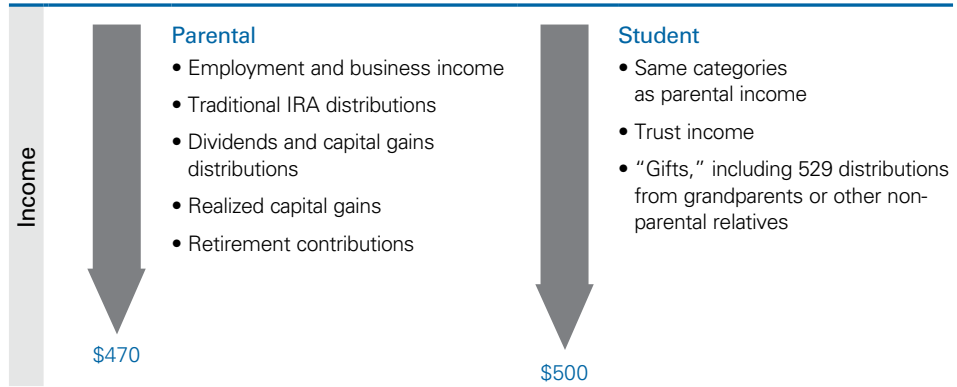 Income
Parental
• Employment and business income
• Traditional IRA distributions
• Dividends and capital gains
distributions
• Realized capital gains
• Retirement contributions
$470
Student
• Same categories
as parental income
• Trust income
• “Gifts,” including 529 distributions
from grandparents or other non-
parental relatives
$500